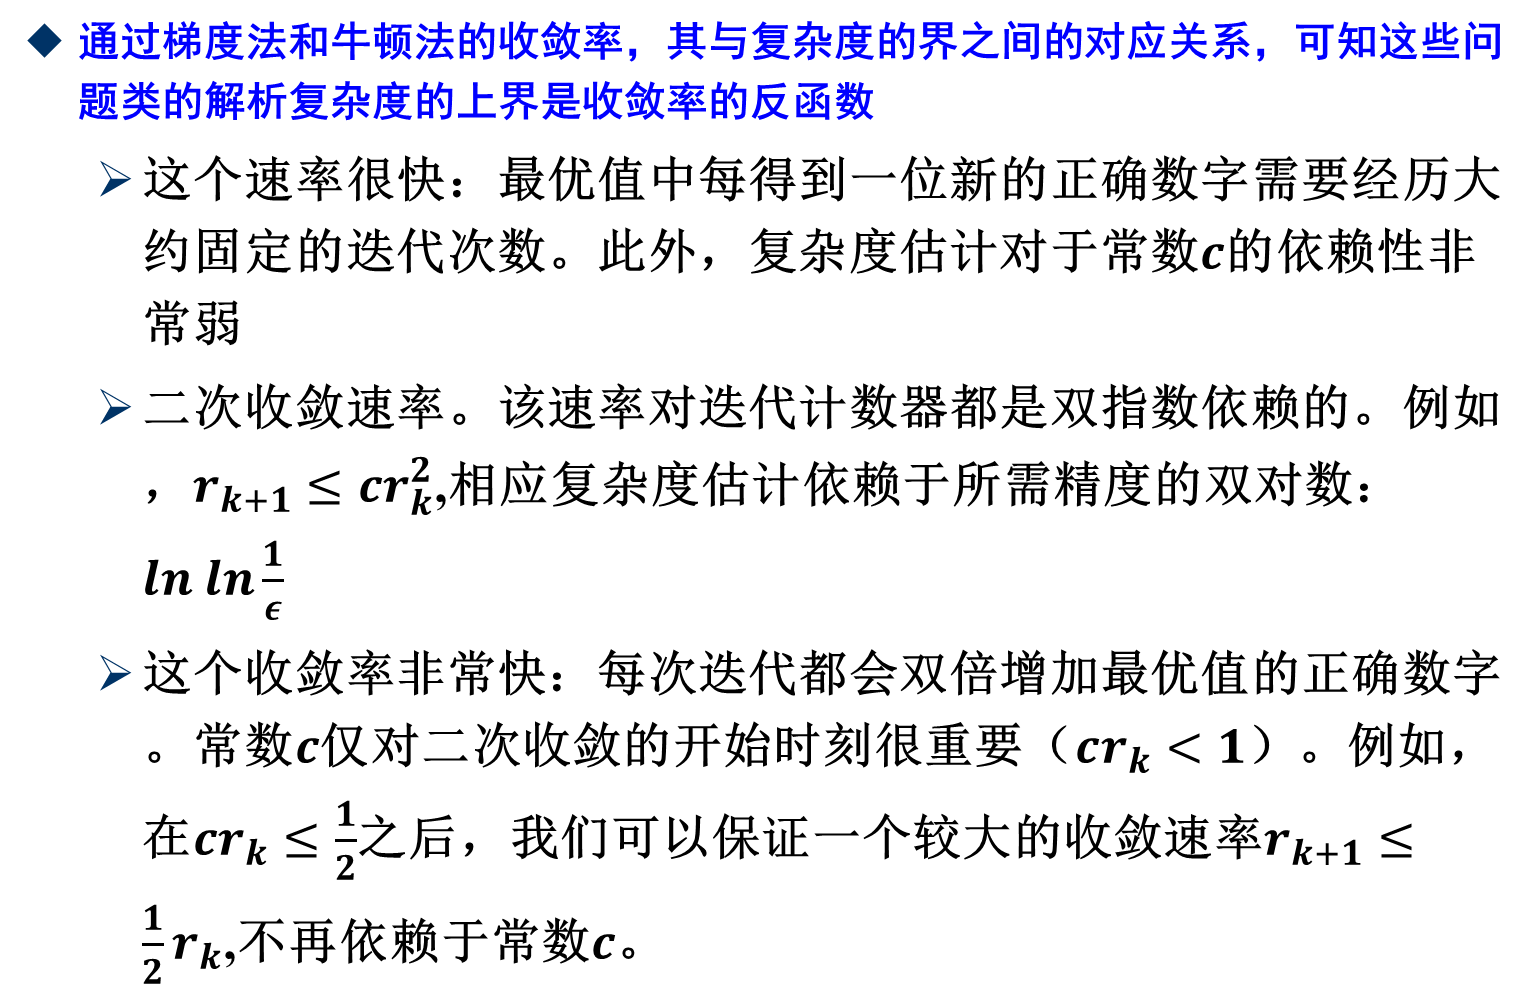 ◆ 通过梯度法和牛顿法的收敛率，其与复杂度的界之间的对应关系，可知这些问
题类的解析复杂度的上界是收敛率的反函数
➢ 这个速率很快：最优值中每得到一位新的正确数字需要经历大
约固定的迭代次数。此外，复杂度估计对于常数c的依赖性非
常弱
➢ 二次收敛速率。该速率对迭代计数器都是双指数依赖的。例如
，$r_{k+1} \leq cr_k^2$,相应复杂度估计依赖于所需精度的双对数：
$ln\ ln\frac{1}{\epsilon}$
➢ 这个收敛率非常快：每次迭代都会双倍增加最优值的正确数字
。常数c仅对二次收敛的开始时刻很重要（$cr_k < 1$）。例如，
在$cr_k \leq \frac{1}{2}$之后，我们可以保证一个较大的收敛速率$r_{k+1} \leq$
$\frac{1}{2}r_k$,不再依赖于常数c。